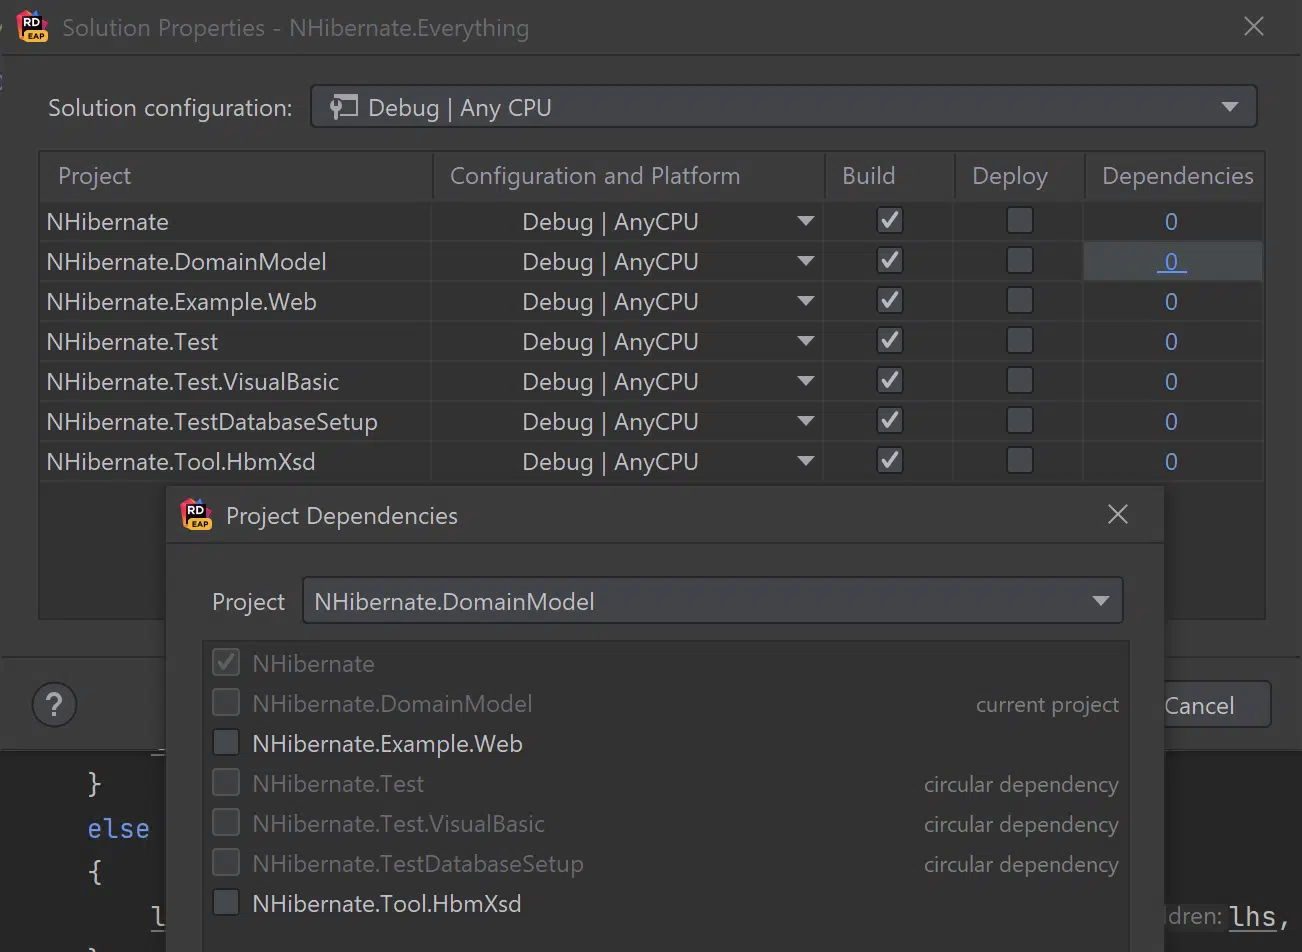 RD EAP Solution Properties - NHibernate.Everything
Solution configuration: Debug | Any CPU
Project Configuration and Platform Build Deploy Dependencies
NHibernate Debug | AnyCPU 0
NHibernate.DomainModel Debug | AnyCPU 0
NHibernate.Example.Web Debug | AnyCPU 0
NHibernate.Test Debug | AnyCPU 0
NHibernate.Test.VisualBasic Debug | AnyCPU 0
NHibernate.TestDatabaseSetup Debug | AnyCPU 0
NHibernate.Tool.HbmXsd Debug | AnyCPU 0
RD EAP Project Dependencies
Project NHibernate.DomainModel
NHibernate
NHibernate.DomainModel current project
? Cancel
NHibernate.Example.Web
} NHibernate.Test circular dependency
else NHibernate.Test.VisualBasic circular dependency
{ NHibernate.TestDatabaseSetup circular dependency
NHibernate.Tool.HbmXsd
l ldren: lhs,